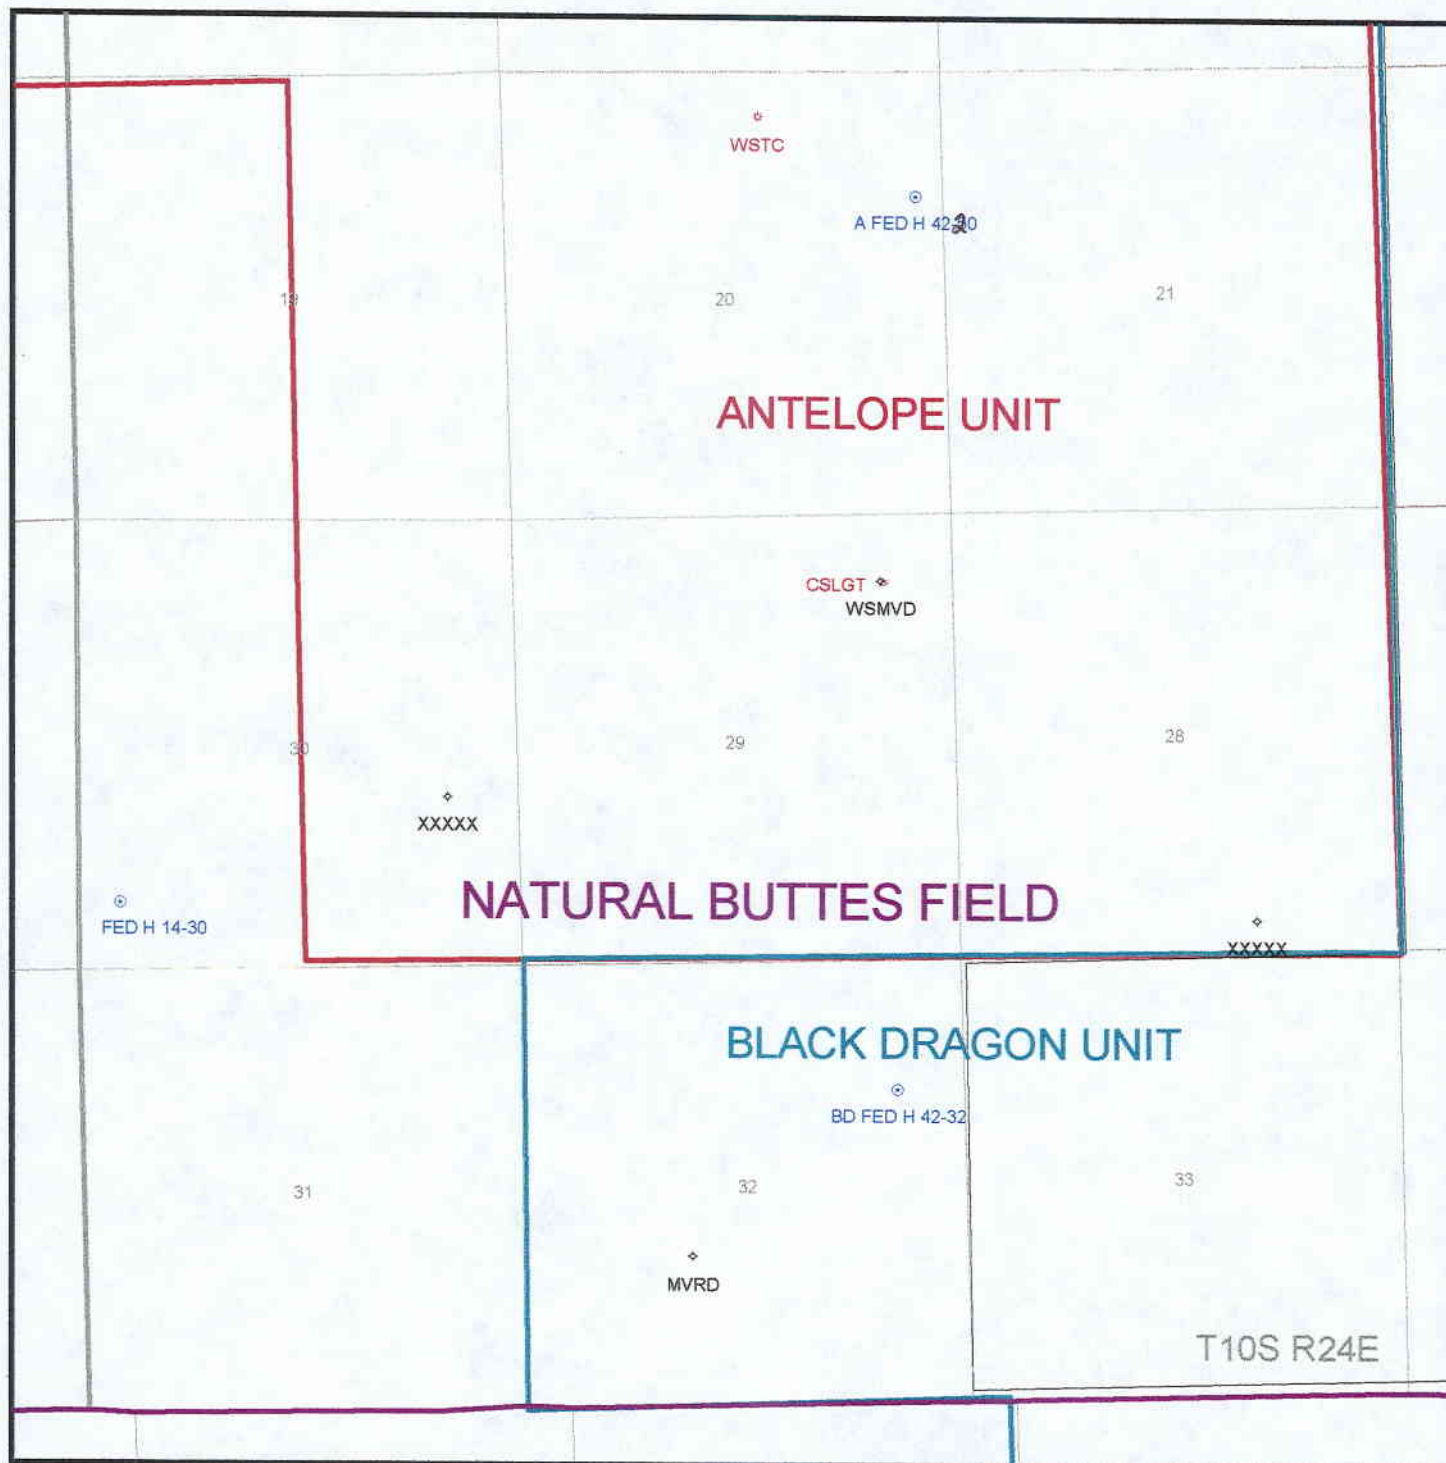 WSTC
A FED H 42-20
19
20
21
ANTELOPE UNIT
CSLGT
WSMVD
30
29
28
XXXXX
NATURAL BUTTES FIELD
FED H 14-30
XXXXX
BLACK DRAGON UNIT
BD FED H 42-32
31
32
33
MVRD
T10S R24E